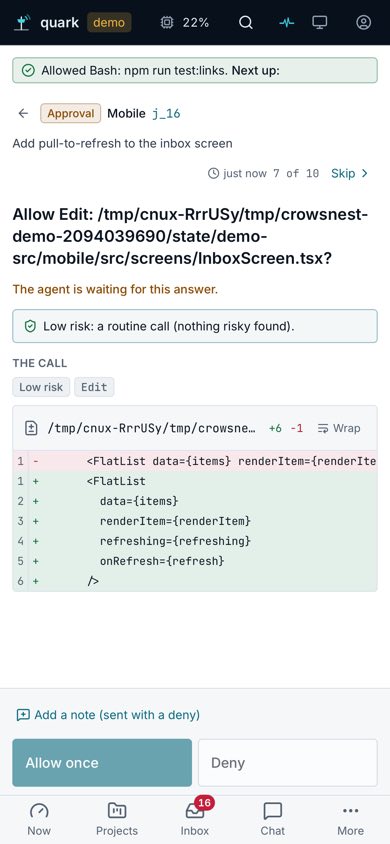 quark demo 22%
Allowed Bash: npm run test:links. Next up:
Approval Mobile j_16
Add pull-to-refresh to the inbox screen
just now 7 of 10 Skip
Allow Edit: /tmp/cnux-RrrUSy/tmp/crowsnest-
demo-2094039690/state/demo-
src/mobile/src/screens/InboxScreen.tsx?
The agent is waiting for this answer.
Low risk: a routine call (nothing risky found).
THE CALL
Low risk Edit
/tmp/cnux-RrrUSy/tmp/crowsne… +6 -1 Wrap
1 - <FlatList data={items} renderItem={renderIte
1 + <FlatList
2 + data={items}
3 + renderItem={renderItem}
4 + refreshing={refreshing}
5 + onRefresh={refresh}
6 + />
Add a note (sent with a deny)
Allow once Deny
16
Now Projects Inbox Chat More